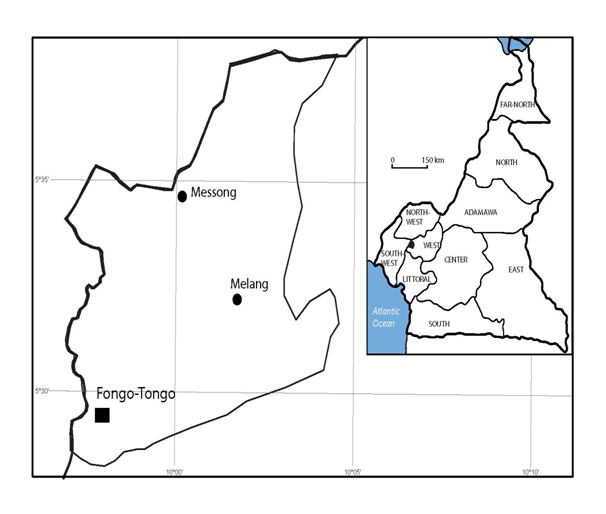 FAR-NORTH
0 150 km
NORTH
5°35'
Messong
NORTH-
WEST
ADAMAWA
WEST
SOUTH-
WEST
CENTER
EAST
LITTORAL
Melang
Atlantic
Ocean
SOUTH
5°30'
Fongo-Tongo
10°00'
10°05'
10°10'